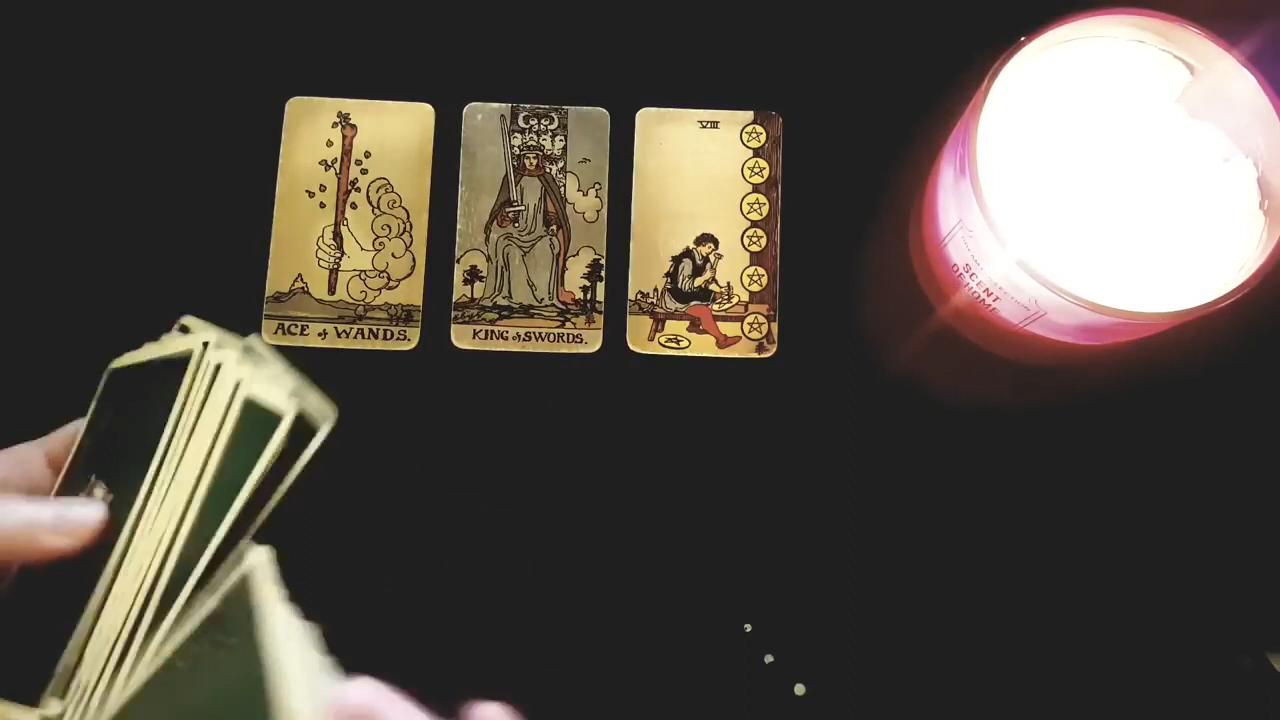 ACE of WANDS.
KING of SWORDS.
VIII
SCENT
OF HOME